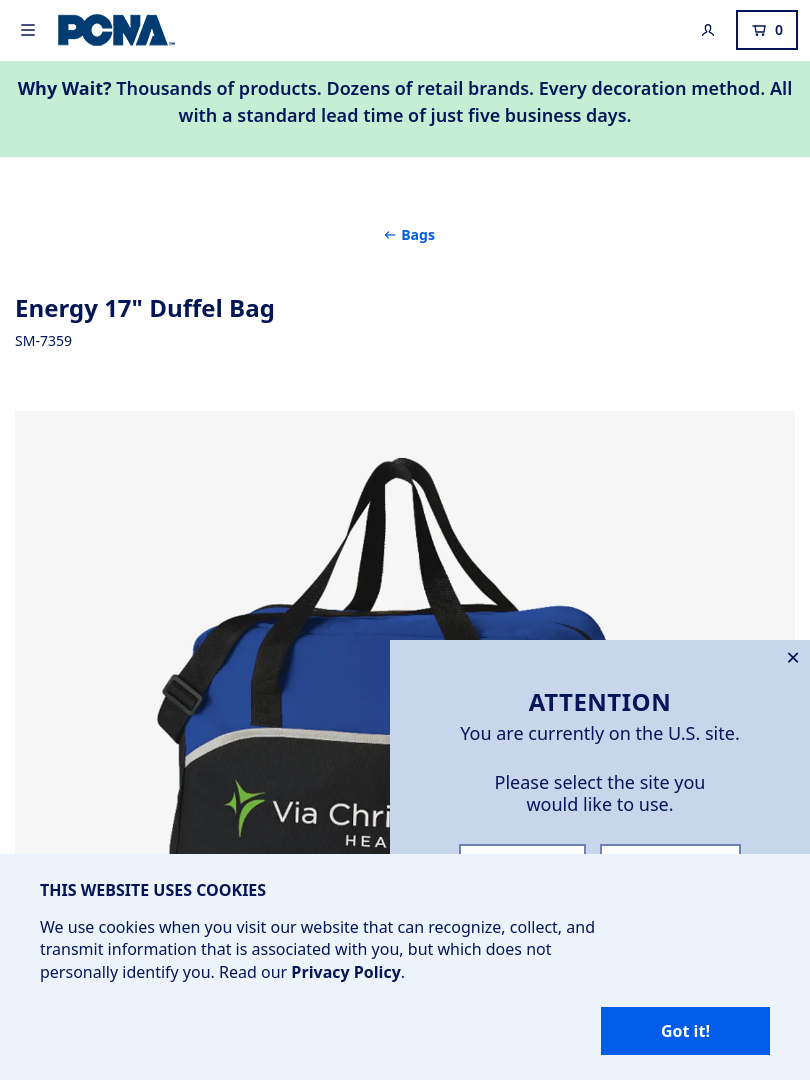 PCNA
0
Why Wait? Thousands of products. Dozens of retail brands. Every decoration method. All
with a standard lead time of just five business days.
← Bags
Energy 17" Duffel Bag
SM-7359
Via Chri
HEA
ATTENTION
You are currently on the U.S. site.
Please select the site you
would like to use.
THIS WEBSITE USES COOKIES
We use cookies when you visit our website that can recognize, collect, and
transmit information that is associated with you, but which does not
personally identify you. Read our Privacy Policy.
Got it!